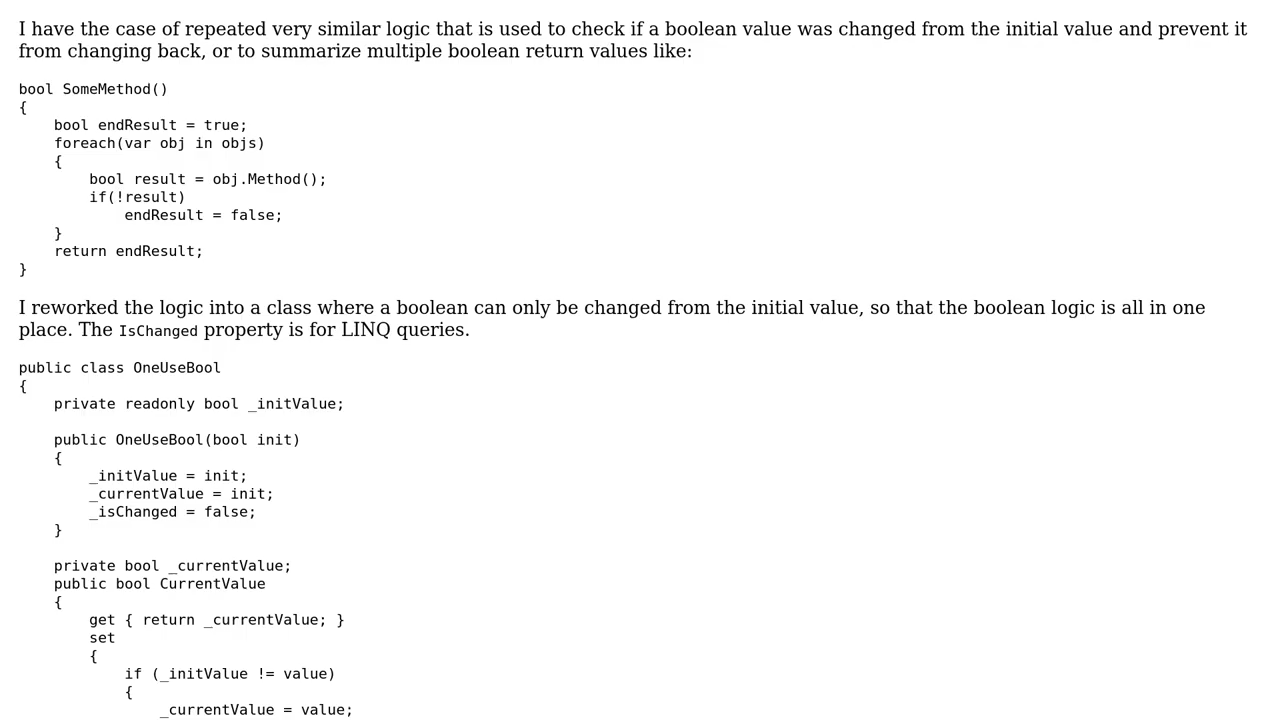 I have the case of repeated very similar logic that is used to check if a boolean value was changed from the initial value and prevent it
from changing back, or to summarize multiple boolean return values like:
bool SomeMethod()
{
    bool endResult = true;
    foreach(var obj in objs)
    {
        bool result = obj.Method();
        if(!result)
            endResult = false;
    }
    return endResult;
}
I reworked the logic into a class where a boolean can only be changed from the initial value, so that the boolean logic is all in one
place. The IsChanged property is for LINQ queries.
public class OneUseBool
{
    private readonly bool _initValue;
    public OneUseBool(bool init)
    {
        _initValue = init;
        _currentValue = init;
        _isChanged = false;
    }
    private bool _currentValue;
    public bool CurrentValue
    {
        get { return _currentValue; }
        set
        {
            if (_initValue != value)
            {
                _currentValue = value;